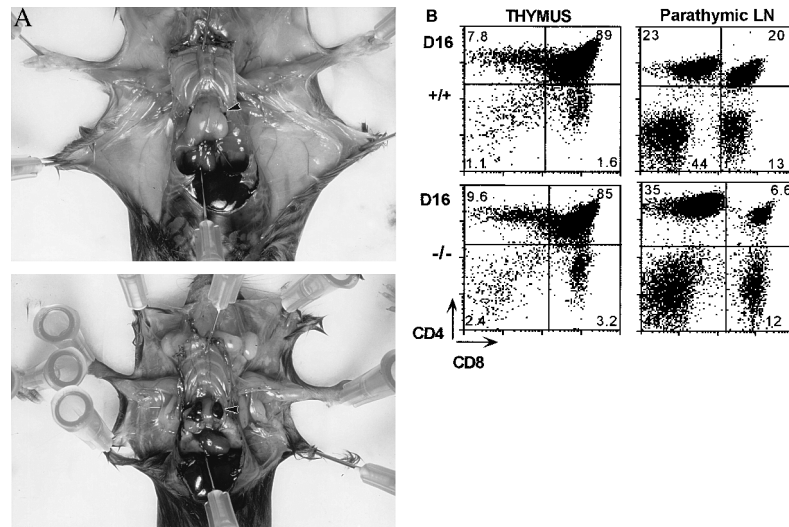 A
B
THYMUS
Parathymic LN
D16
+/+
7.8
89
1.1
1.6
23
20
44
13
D16
-/-
9.6
85
2.4
3.2
35
6.6
12
CD4
CD8